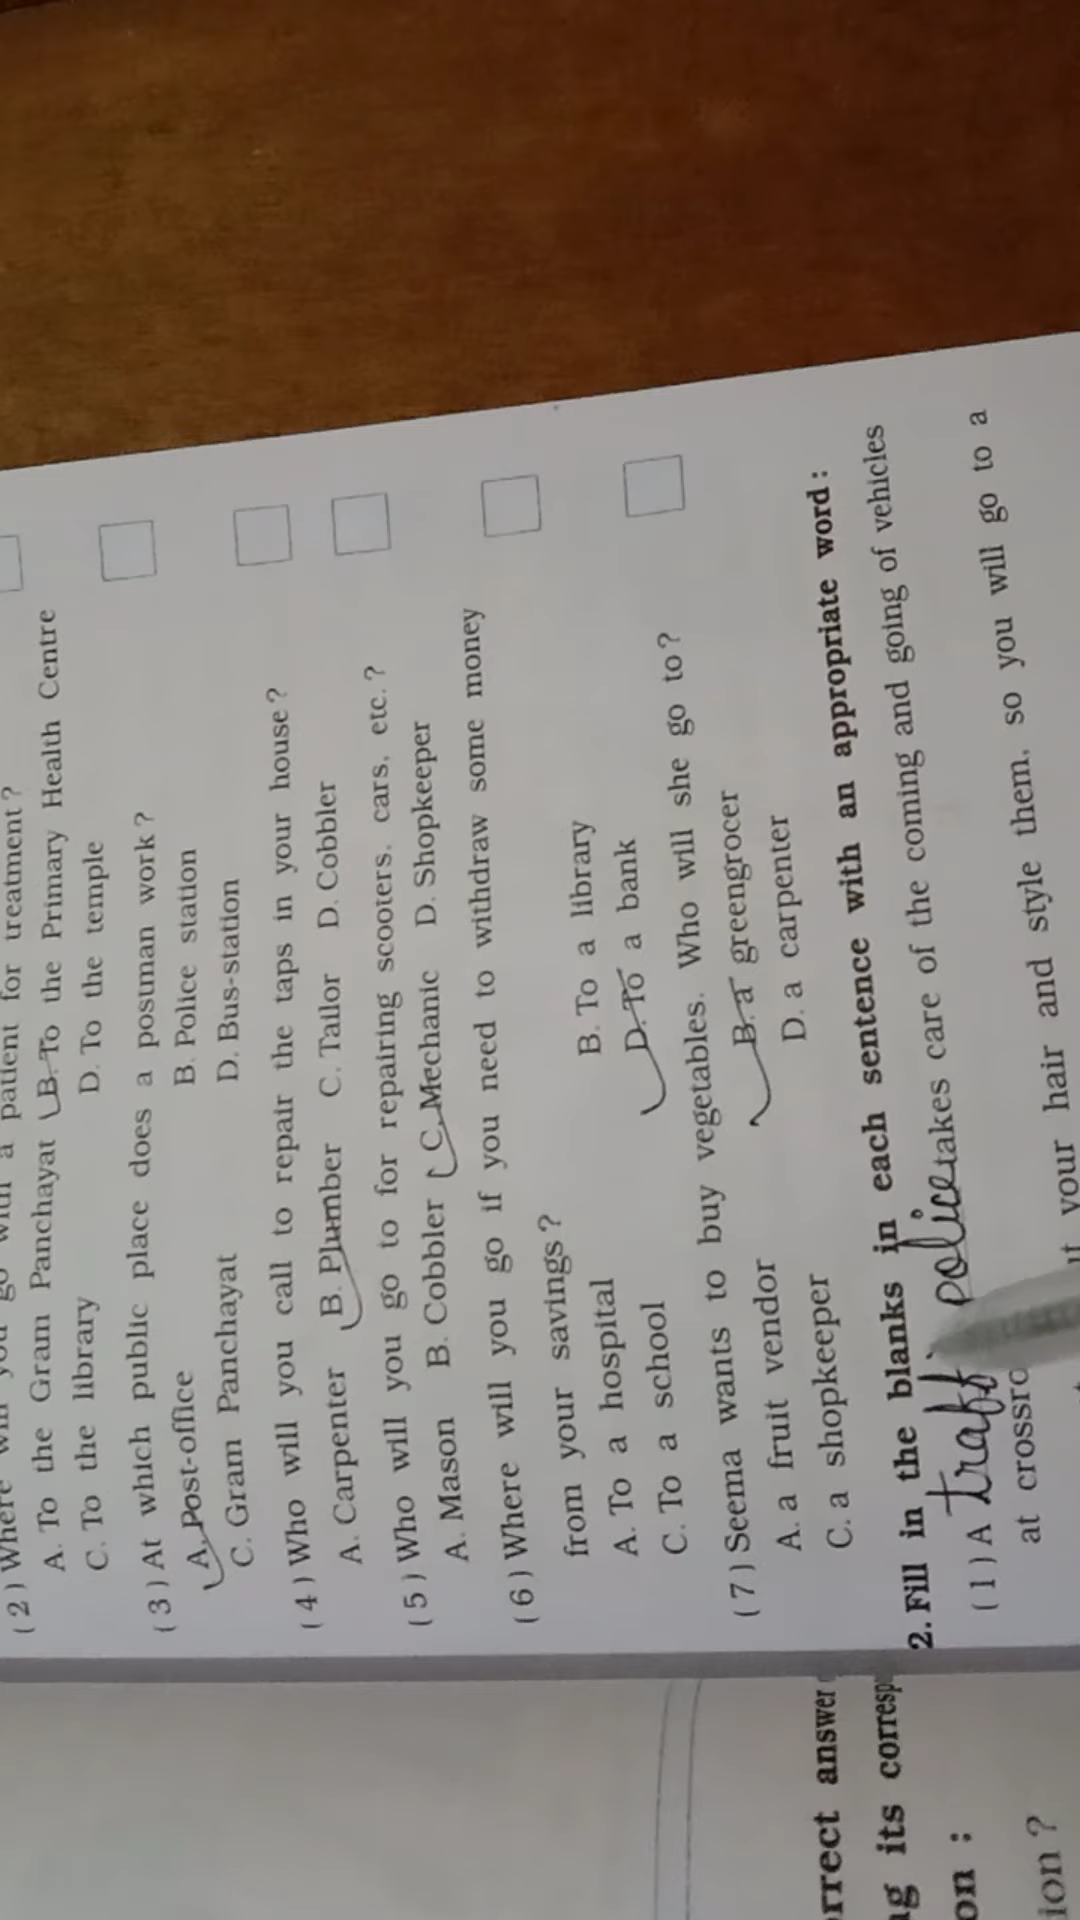 (2) Where will you go with a patient for treatment?
A. To the Gram Panchayat B. To the Primary Health Centre
C. To the library D. To the temple
(3) At which public place does a postman work?
A. Post-office B. Police station
C. Gram Panchayat D. Bus-station
(4) Who will you call to repair the taps in your house?
A. Carpenter B. Plumber C. Tailor D. Cobbler
(5) Who will you go to for repairing scooters, cars, etc.?
A. Mason B. Cobbler C. Mechanic D. Shopkeeper
(6) Where will you go if you need to withdraw some money
from your savings?
A. To a hospital B. To a library
C. To a school D. To a bank
(7) Seema wants to buy vegetables. Who will she go to?
A. a fruit vendor B. a greengrocer
C. a shopkeeper D. a carpenter
2. Fill in the blanks in each sentence with an appropriate word:
(1) A traffic police takes care of the coming and going of vehicles
at
your hair and style them, so you will go to a
answer
its
on :